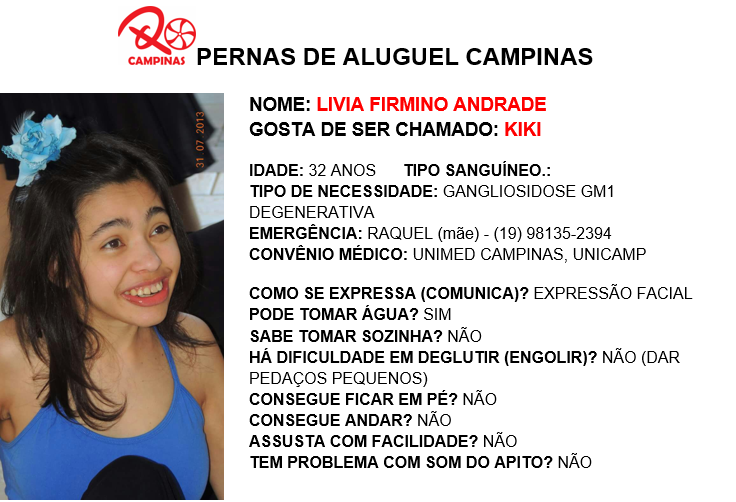 CAMPINAS
PERNAS DE ALUGUEL CAMPINAS
31 07 2013
NOME: LIVIA FIRMINO ANDRADE
GOSTA DE SER CHAMADO: KIKI
IDADE: 32 ANOS TIPO SANGUÍNEO.:
TIPO DE NECESSIDADE: GANGLIOSIDOSE GM1
DEGENERATIVA
EMERGÊNCIA: RAQUEL (mãe) - (19) 98135-2394
CONVÊNIO MÉDICO: UNIMED CAMPINAS, UNICAMP
COMO SE EXPRESSA (COMUNICA)? EXPRESSÃO FACIAL
PODE TOMAR ÁGUA? SIM
SABE TOMAR SOZINHA? NÃO
HÁ DIFICULDADE EM DEGLUTIR (ENGOLIR)? NÃO (DAR
PEDAÇOS PEQUENOS)
CONSEGUE FICAR EM PÉ? NÃO
CONSEGUE ANDAR? NÃO
ASSUSTA COM FACILIDADE? NÃO
TEM PROBLEMA COM SOM DO APITO? NÃO